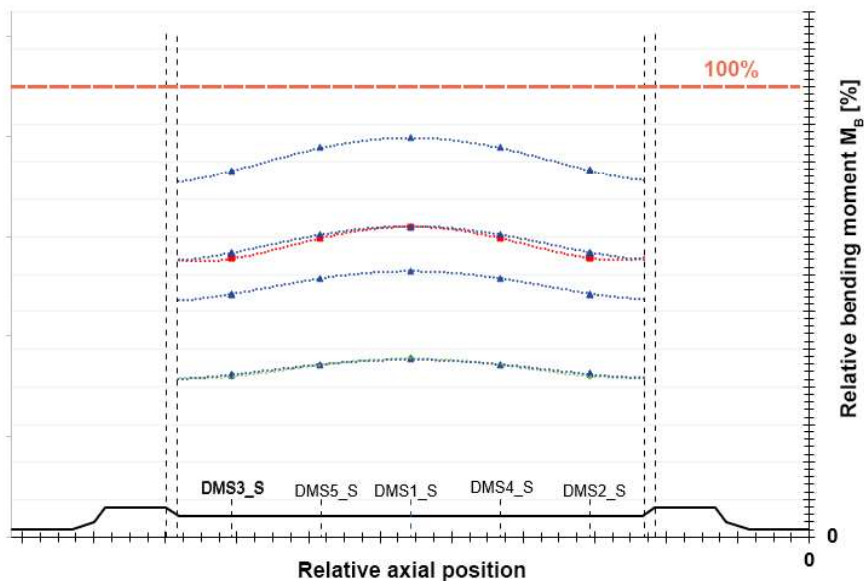 100%
Relative bending moment M_B [%]
DMS3_S DMS5_S DMS1_S DMS4_S DMS2_S
0
0
Relative axial position